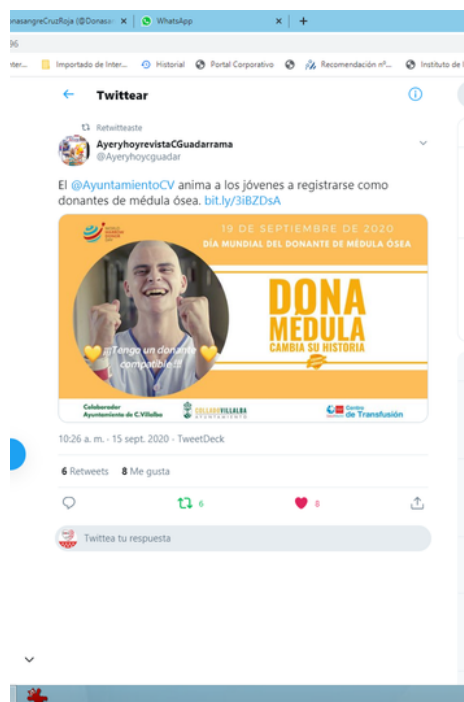 onasangreCruzRoja (@Donasan
WhatsApp
Importado de Inter...
Historial
Portal Corporativo
Recomendación nº...
Instituto de
Twittear
Retwitteaste
AyeryhoyrevistaCGuadarrama
@Ayeryhoycguadar
El @AyuntamientoCV anima a los jóvenes a registrarse como
donantes de médula ósea. bit.ly/3iBZDsA
19 DE SEPTIEMBRE DE 2020
DÍA MUNDIAL DEL DONANTE DE MÉDULA ÓSEA
DONA
MÉDULA
CAMBIA SU HISTORIA
¡¡¡Tengo un donante
compatible!!!
Colaborador
Ayuntamiento de C.Villalba
COLLADO VILLALBA
AYUNTAMIENTO
Centro
de Transfusión
10:26 a. m. · 15 sept. 2020 · TweetDeck
6 Retweets 8 Me gusta
6
8
Twittea tu respuesta